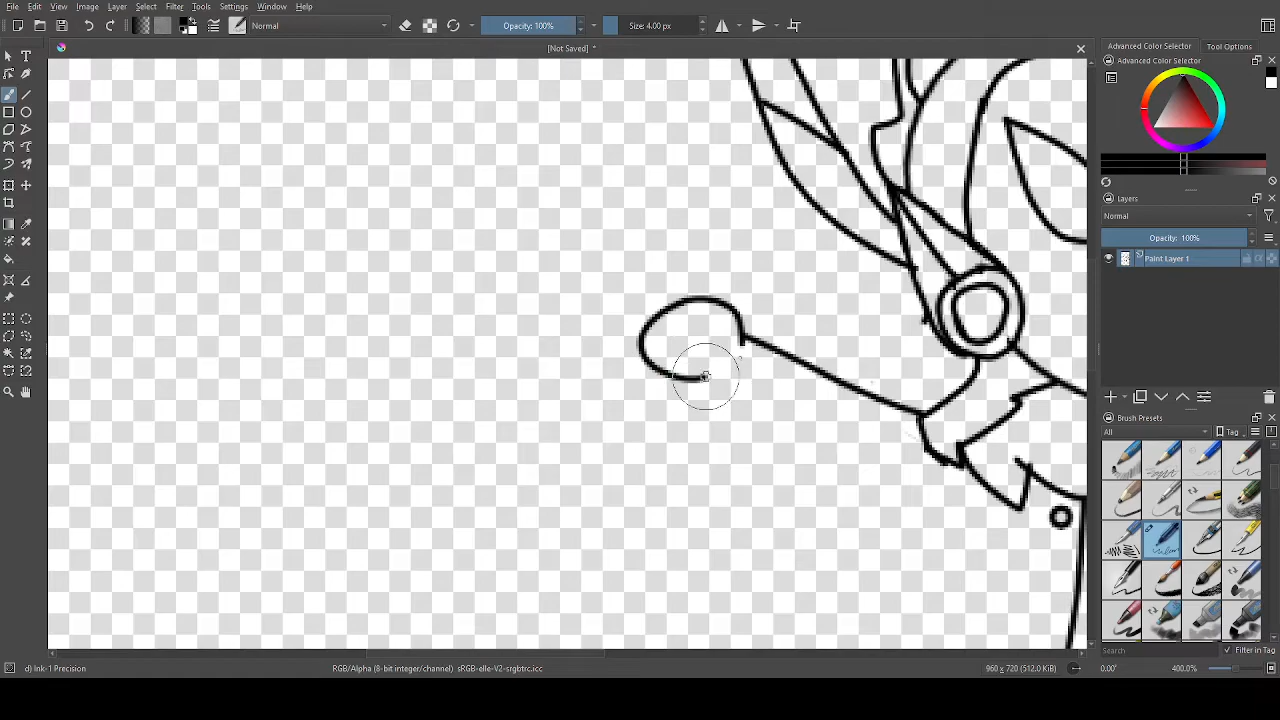 File Edit View Image Layer Select Filter Tools Settings Window Help
Normal Opacity: 100% Size: 4.00 px
[Not Saved] *
Advanced Color Selector Tool Options
Advanced Color Selector
Layers
Normal
Opacity: 100%
Paint Layer 1
Brush Presets
All Tag
Search Filter in Tag
d) Ink-1 Precision RGB/Alpha (8-bit integer/channel) sRGB-elle-V2-srgbtrc.icc 960 x 720 (512.0 KiB) 0.00° 400.0%